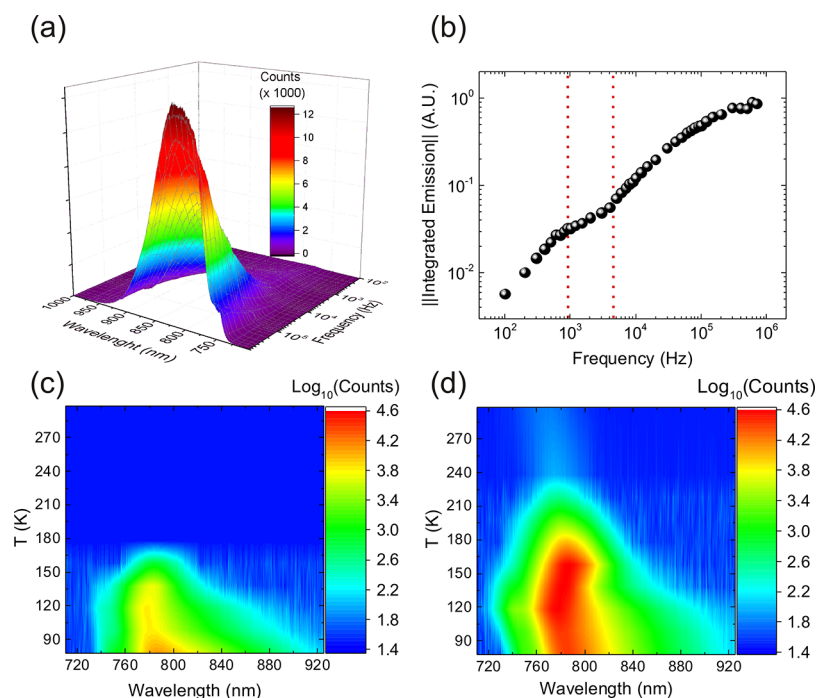 (a)
Counts
(x 1000)
12
10
8
6
4
2
0
1000
950
900
850
800
750
Wavelenght (nm)
10^2
10^3
10^4
10^5
Frequency (Hz)
(b)
||Integrated Emission|| (A.U.)
10^0
10^-1
10^-2
10^2 10^3 10^4 10^5 10^6
Frequency (Hz)
(c)
Log10(Counts)
T (K)
270
240
210
180
150
120
90
720 760 800 840 880 920
Wavelength (nm)
4.6
4.2
3.8
3.4
3.0
2.6
2.2
1.8
1.4
(d)
Log10(Counts)
T (K)
270
240
210
180
150
120
90
720 760 800 840 880 920
Wavelength (nm)
4.6
4.2
3.8
3.4
3.0
2.6
2.2
1.8
1.4